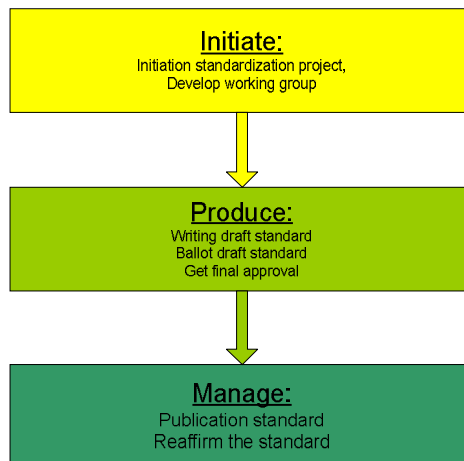 Initiate:
Initiation standardization project,
Develop working group
Produce:
Writing draft standard
Ballot draft standard
Get final approval
Manage:
Publication standard
Reaffirm the standard